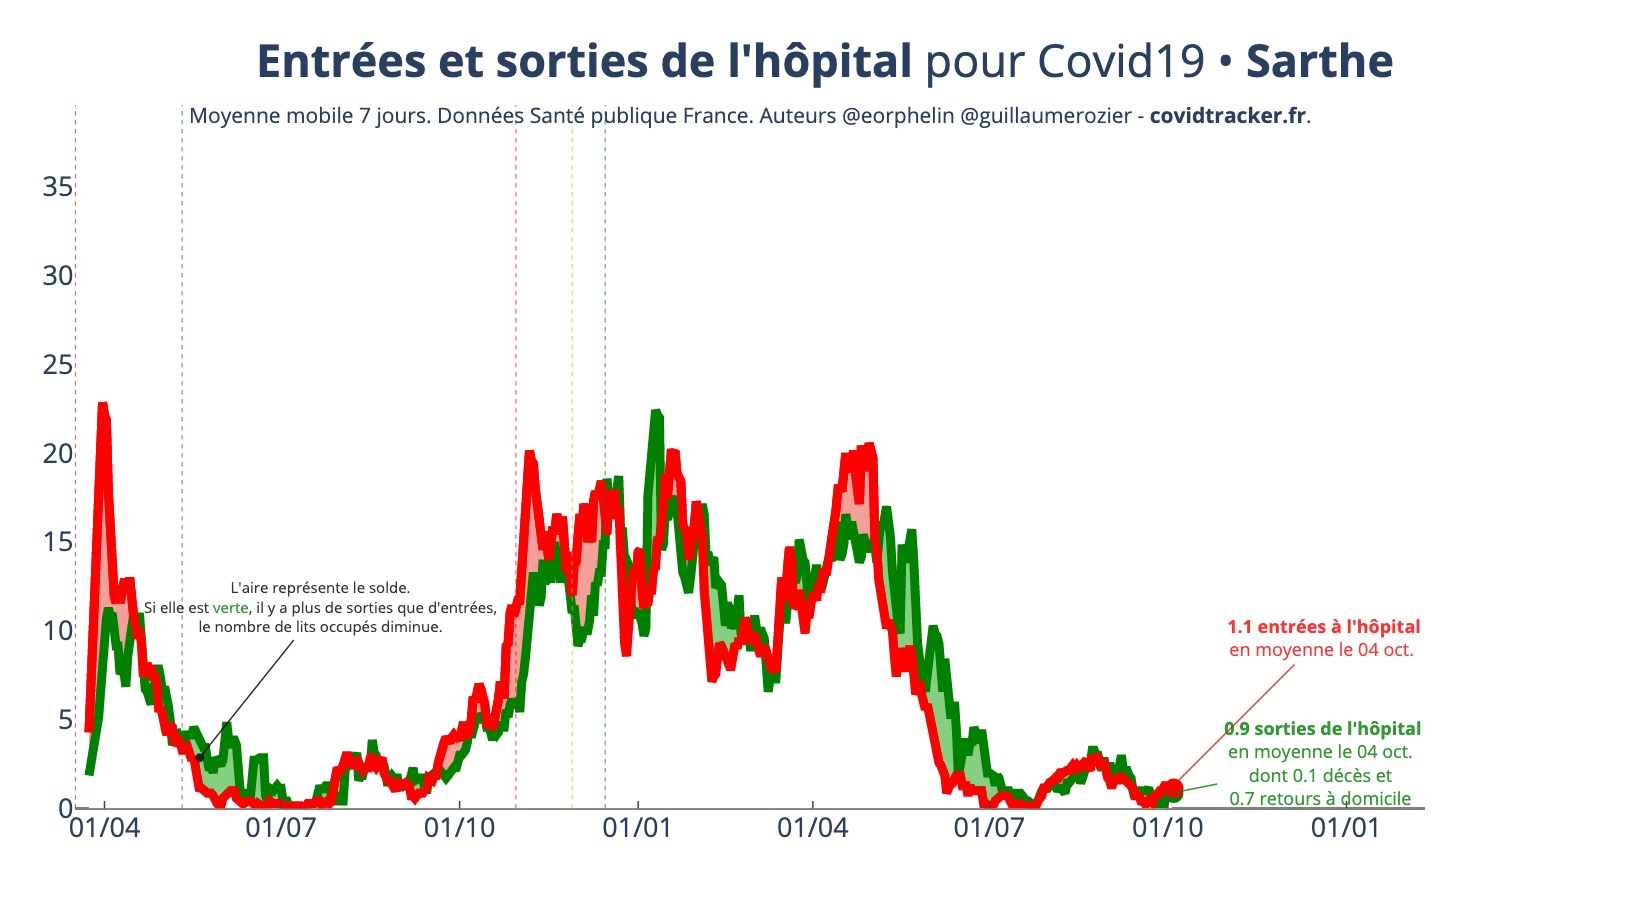 Entrées et sorties de l'hôpital pour Covid19 • Sarthe
Moyenne mobile 7 jours. Données Santé publique France. Auteurs @eorphelin @guillaumerozier - covidtracker.fr.
35
30
25
20
15
10
5
0
L'aire représente le solde.
Si elle est verte, il y a plus de sorties que d'entrées,
le nombre de lits occupés diminue.
1.1 entrées à l'hôpital
en moyenne le 04 oct.
0.9 sorties de l'hôpital
en moyenne le 04 oct.
dont 0.1 décès et
0.7 retours à domicile
01/04 01/07 01/10 01/01 01/04 01/07 01/10 01/01